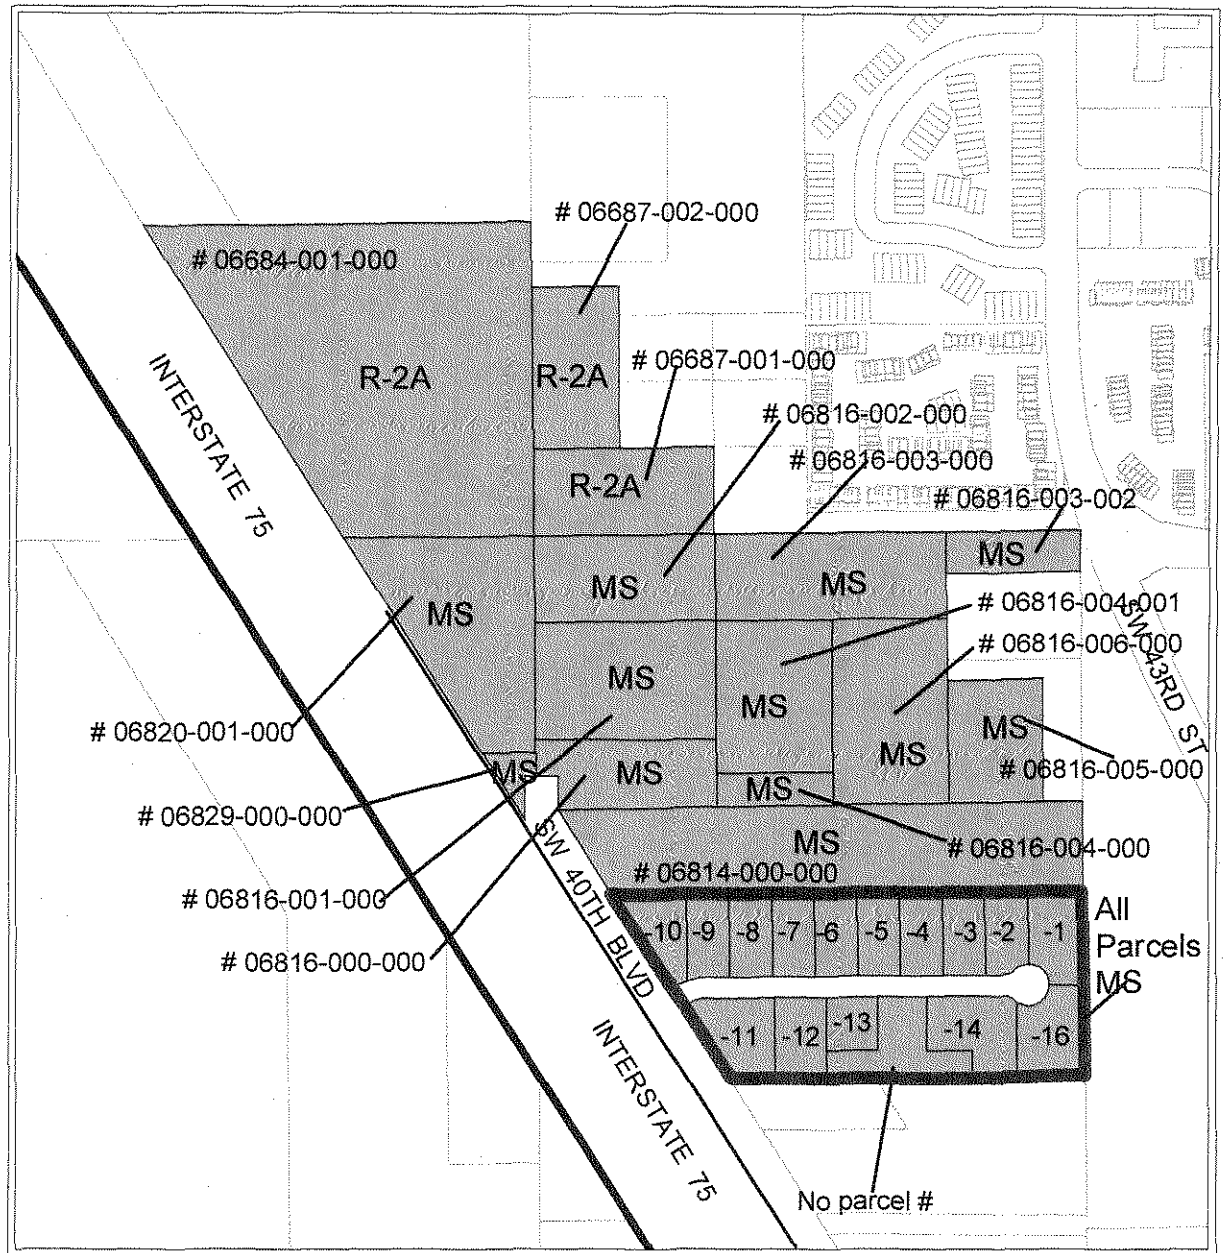 # 06687-002-000
# 06684-001-000
INTERSTATE 75
R-2A
R-2A
# 06687-001-000
# 06816-002-000
# 06816-003-000
R-2A
# 06816-003-002
MS
MS
MS
MS
# 06816-004-001
SW 43RD ST
# 06816-006-000
MS
MS
MS
# 06820-001-000
MS
MS
MS
# 06816-005-000
MS
# 06829-000-000
SW 40TH BLVD
MS
# 06816-004-000
# 06814-000-000
# 06816-001-000
# 06816-000-000
-10
-9
-8
-7
-6
-5
-4
-3
-2
-1
All
Parcels
MS
-11
-12
-13
-14
-16
INTERSTATE 75
No parcel #